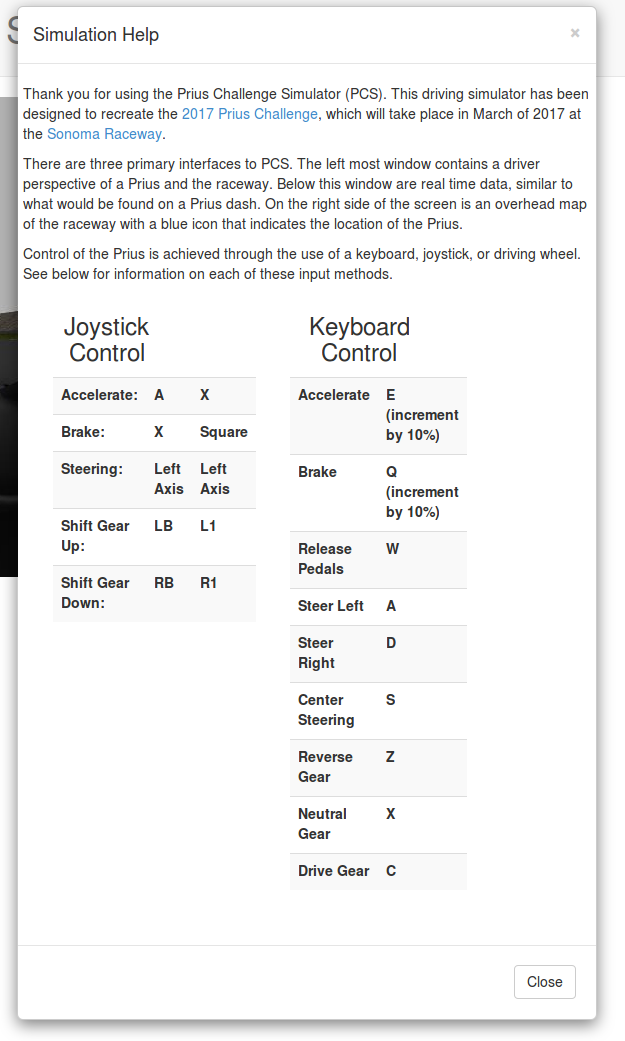 S
Simulation Help
×
Thank you for using the Prius Challenge Simulator (PCS). This driving simulator has been
designed to recreate the 2017 Prius Challenge, which will take place in March of 2017 at
the Sonoma Raceway.
There are three primary interfaces to PCS. The left most window contains a driver
perspective of a Prius and the raceway. Below this window are real time data, similar to
what would be found on a Prius dash. On the right side of the screen is an overhead map
of the raceway with a blue icon that indicates the location of the Prius.
Control of the Prius is achieved through the use of a keyboard, joystick, or driving wheel.
See below for information on each of these input methods.
Joystick
Control
Accelerate: A X
Brake: X Square
Steering: Left Left
Axis Axis
Shift Gear LB L1
Up:
Shift Gear RB R1
Down:
Keyboard
Control
Accelerate E
(increment
by 10%)
Brake Q
(increment
by 10%)
Release W
Pedals
Steer Left A
Steer D
Right
Center S
Steering
Reverse Z
Gear
Neutral X
Gear
Drive Gear C
Close